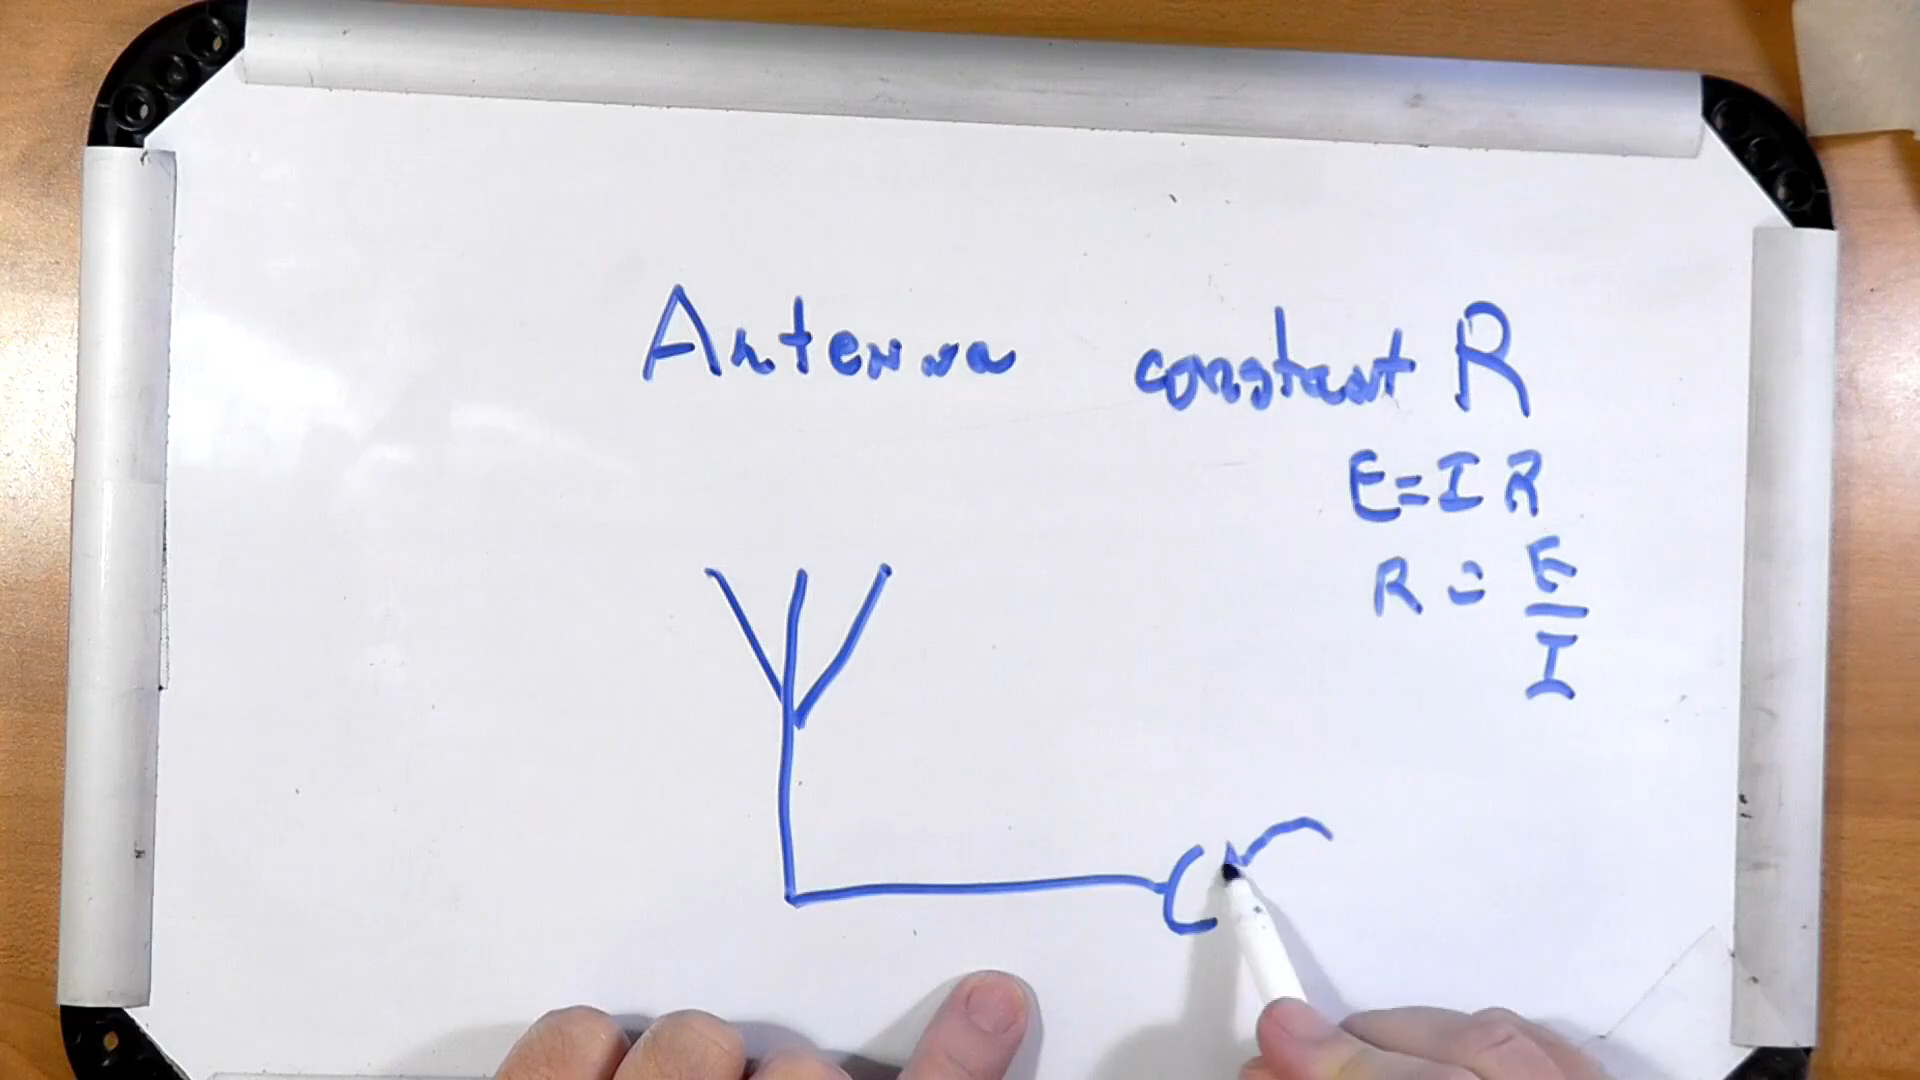 Antenna constant R
E=IR
R = E/I